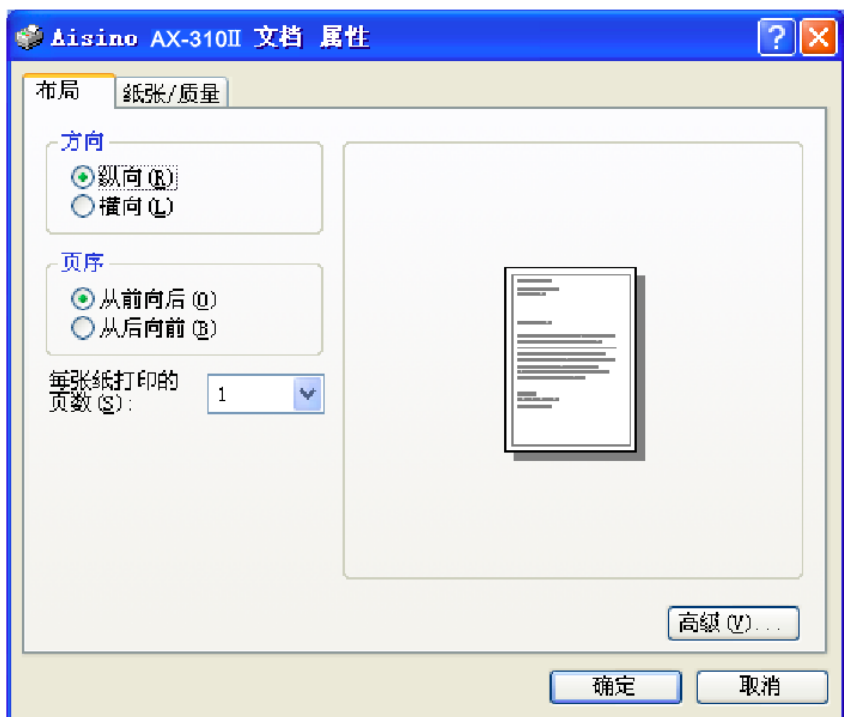 Aisino AX-310II 文档 属性
布局
纸张/质量
方向
纵向(R)
横向(L)
页序
从前向后(O)
从后向前(B)
每张纸打印的
页数(S):
1
高级(V)...
确定
取消